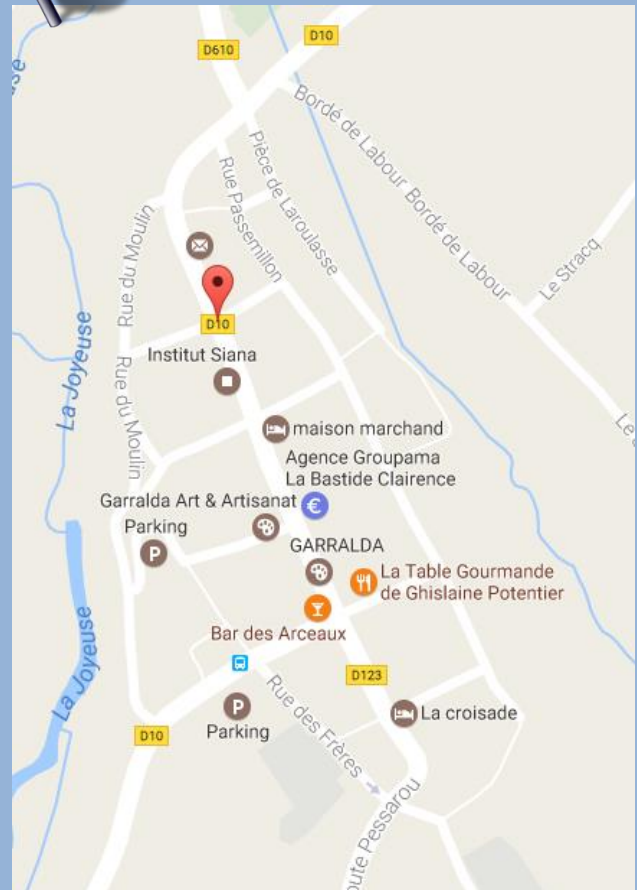 D10
D610
Bordé de Labour
Bordé de Labour
Pièce de Laroulasse
Rue Passemillon
Rue du Moulin
Le Stracq
D10
Institut Siana
La Joyeuse
Rue du Moulin
maison marchand
Agence Groupama
La Bastide Clairence
€
Garralda Art & Artisanat
Parking
P
GARRALDA
La Table Gourmande
de Ghislaine Potentier
Bar des Arceaux
La Joyeuse
D123
P
Parking
Rue des Frères
La croisade
D10